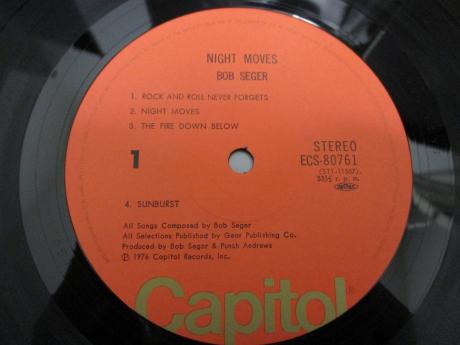 NIGHT MOVES
BOB SEGER
1. ROCK AND ROLL NEVER FORGETS
2. NIGHT MOVES
3. THE FIRE DOWN BELOW
1
STEREO
ECS-80761
(ST1-11557)
33⅓ r. p. m.
4. SUNBURST
All Songs Composed by Bob Seger
All Selections Published by Gear Publishing Co.
Produced by Bob Seger & Punch Andrews
Ⓟ 1976 Capitol Records, Inc.
Capitol®